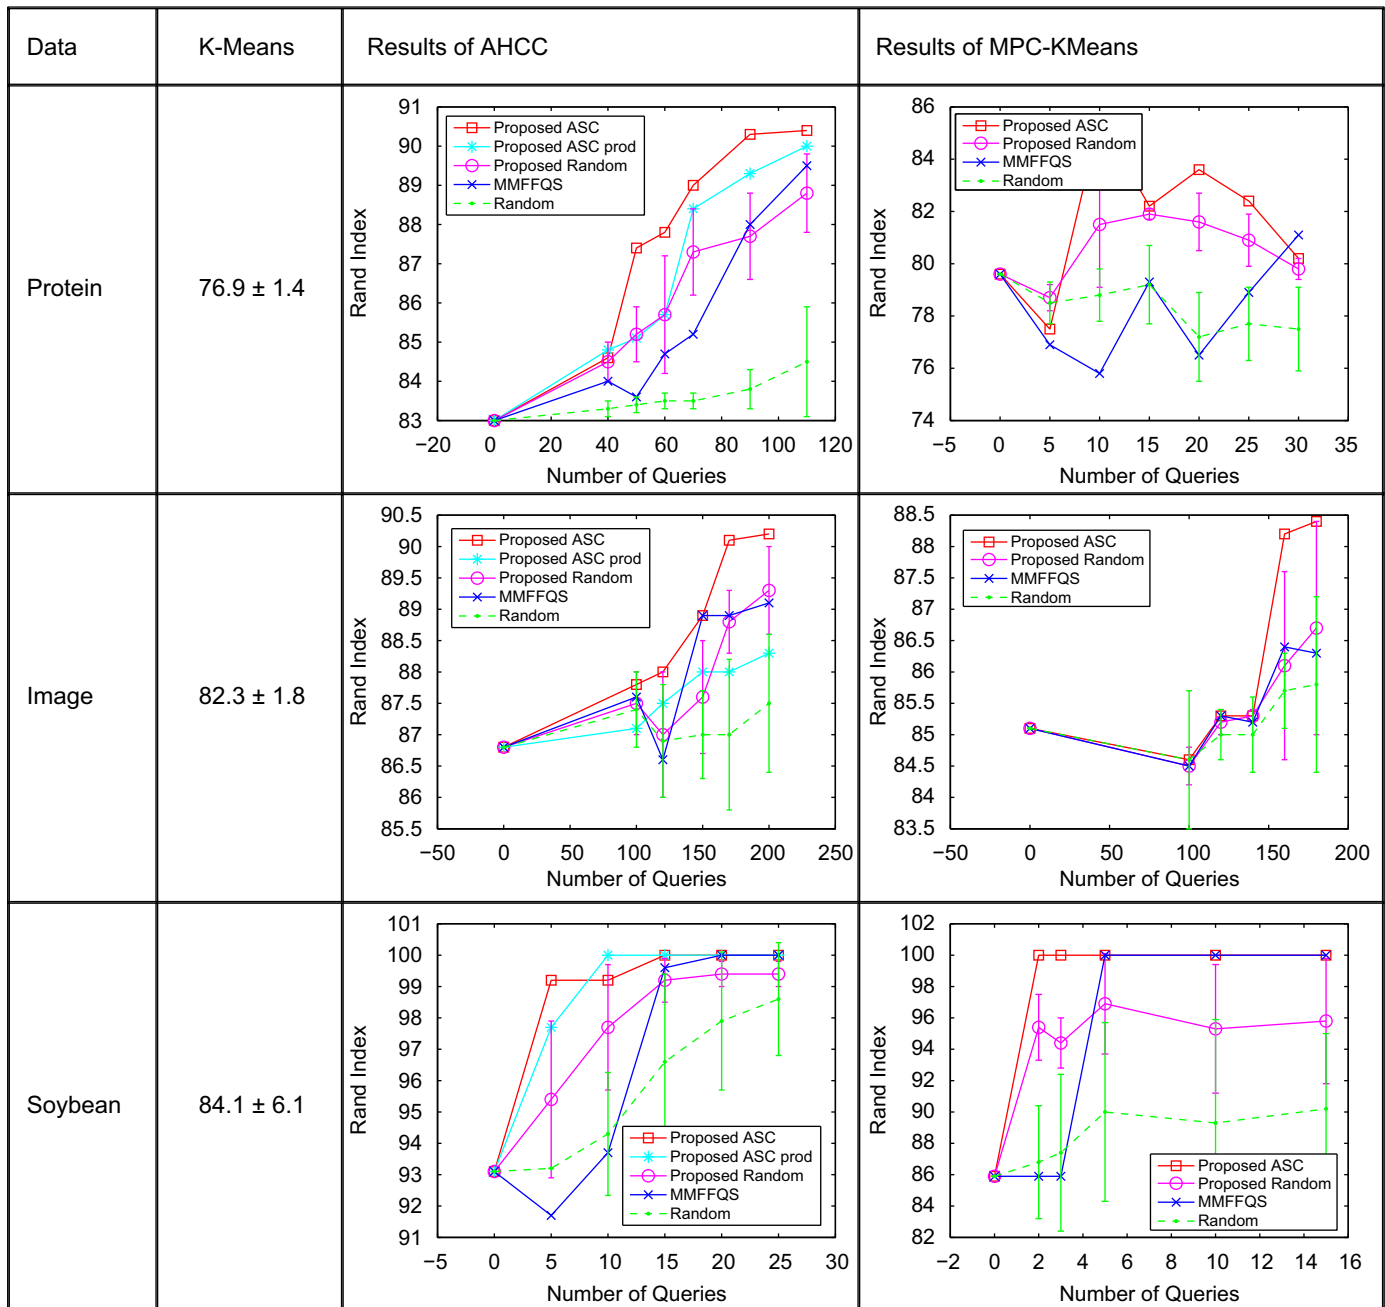 Data K-Means Results of AHCC Results of MPC-KMeans
Protein
76.9 ± 1.4
91
90
89
88
87
86
85
84
83
−20 0 20 40 60 80 100 120
Rand Index
Number of Queries
Proposed ASC
Proposed ASC prod
Proposed Random
MMFFQS
Random
86
84
82
80
78
76
74
−5 0 5 10 15 20 25 30 35
Rand Index
Number of Queries
Proposed ASC
Proposed Random
MMFFQS
Random
Image
82.3 ± 1.8
90.5
90
89.5
89
88.5
88
87.5
87
86.5
86
85.5
−50 0 50 100 150 200 250
Rand Index
Number of Queries
Proposed ASC
Proposed ASC prod
Proposed Random
MMFFQS
Random
88.5
88
87.5
87
86.5
86
85.5
85
84.5
84
83.5
−50 0 50 100 150 200
Rand Index
Number of Queries
Proposed ASC
Proposed Random
MMFFQS
Random
Soybean
84.1 ± 6.1
101
100
99
98
97
96
95
94
93
92
91
−5 0 5 10 15 20 25 30
Rand Index
Number of Queries
Proposed ASC
Proposed ASC prod
Proposed Random
MMFFQS
Random
102
100
98
96
94
92
90
88
86
84
82
−2 0 2 4 6 8 10 12 14 16
Rand Index
Number of Queries
Proposed ASC
Proposed Random
MMFFQS
Random